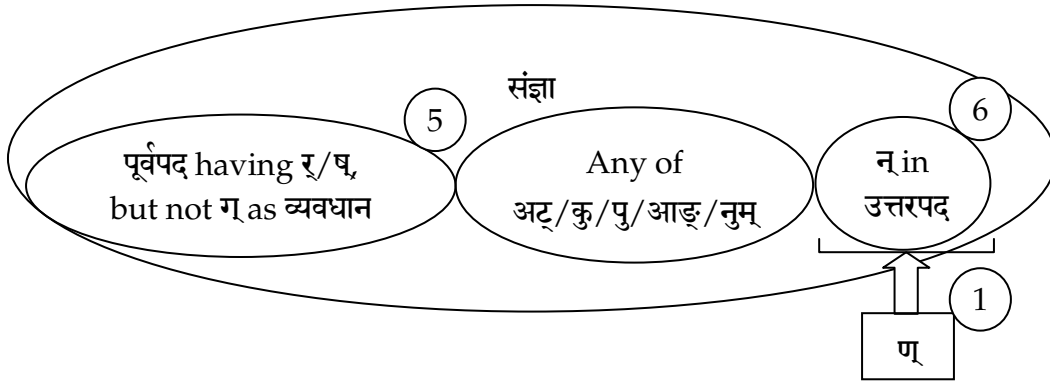 संज्ञा
5
6
पूर्वपद having र्/ष्,
but not ग् as व्यवधान
Any of
अट्/कु/पु/आङ्/नुम्
न् in
उत्तरपद
1
ण्